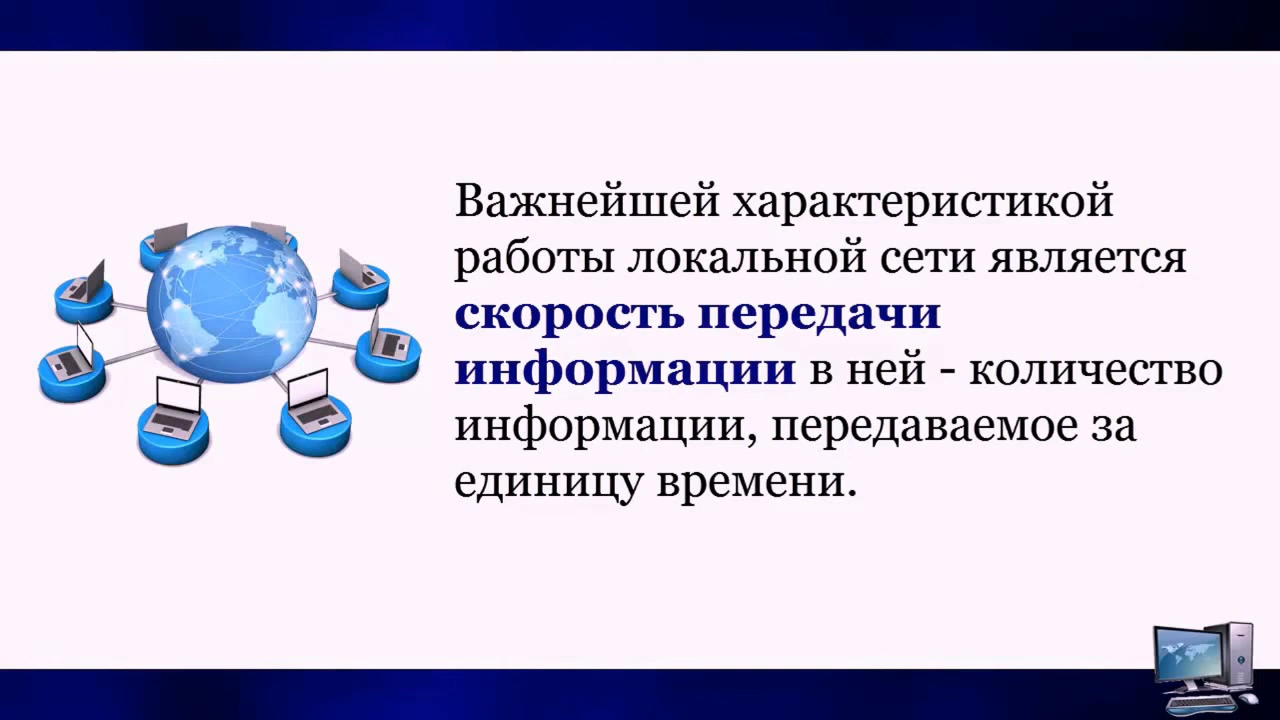 Важнейшей характеристикой
работы локальной сети является
скорость передачи
информации в ней - количество
информации, передаваемое за
единицу времени.